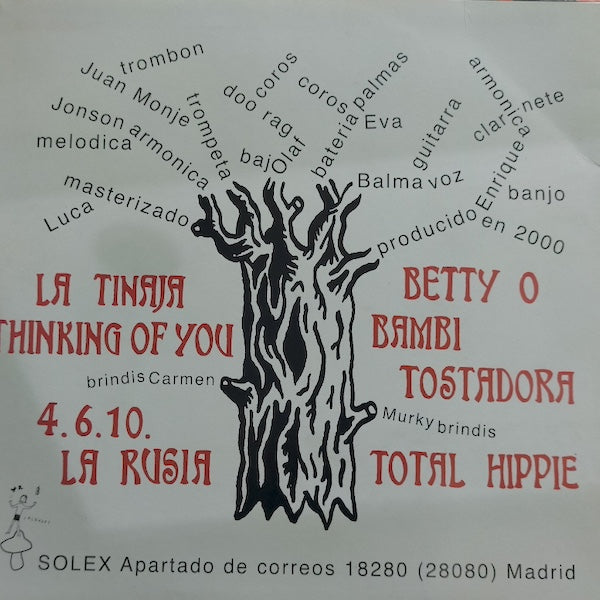 trombon
Juan Monje
trompeta
Jonson armonica
melodica
masterizado
Luca
doo rag
coros
coros
bajo
Olaf
bateria palmas
Eva
guitarra
Balma voz
armonica
clarinete
Enrique
banjo
producido en 2000
LA TINAJA
THINKING OF YOU
brindis Carmen
4.6.10.
LA RUSIA
BETTY O
BAMBI
TOSTADORA
Murky brindis
TOTAL HIPPIE
SOLEX Apartado de correos 18280 (28080) Madrid